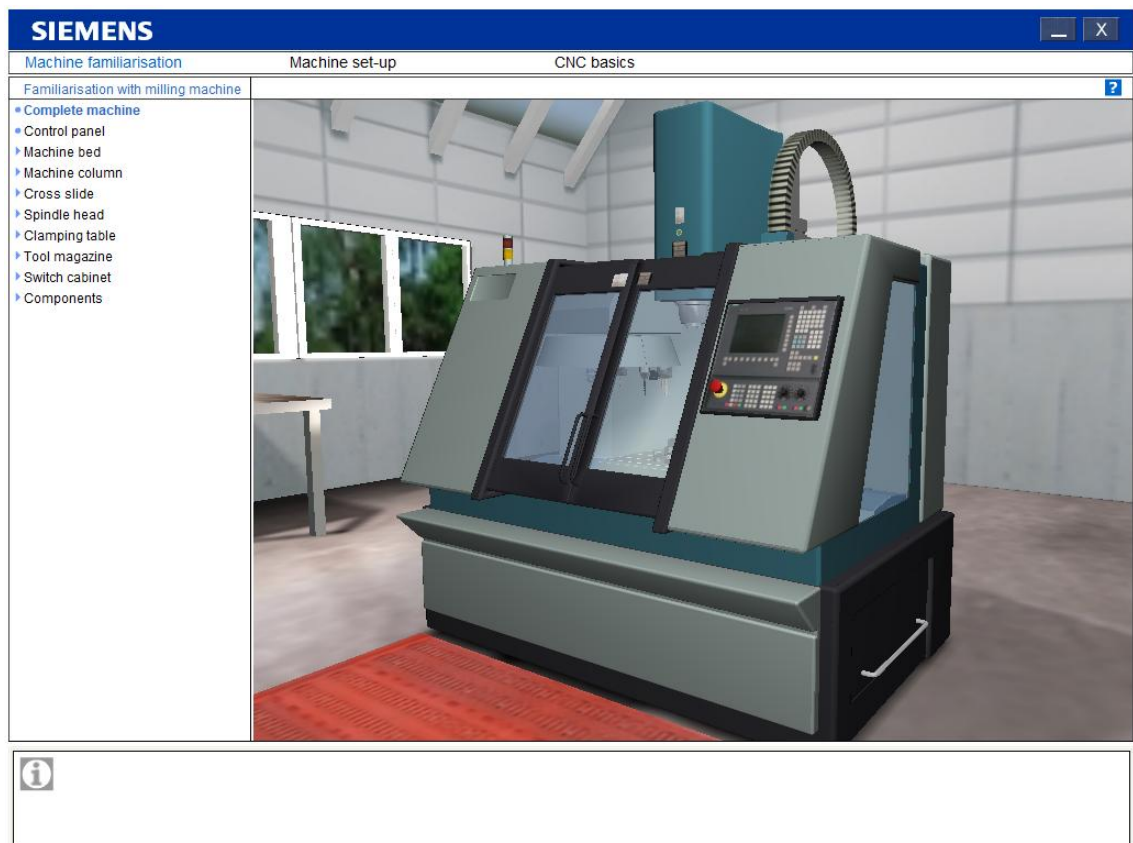 SIEMENS
X
Machine familiarisation
Machine set-up
CNC basics
Familiarisation with milling machine
?
Complete machine
Control panel
Machine bed
Machine column
Cross slide
Spindle head
Clamping table
Tool magazine
Switch cabinet
Components